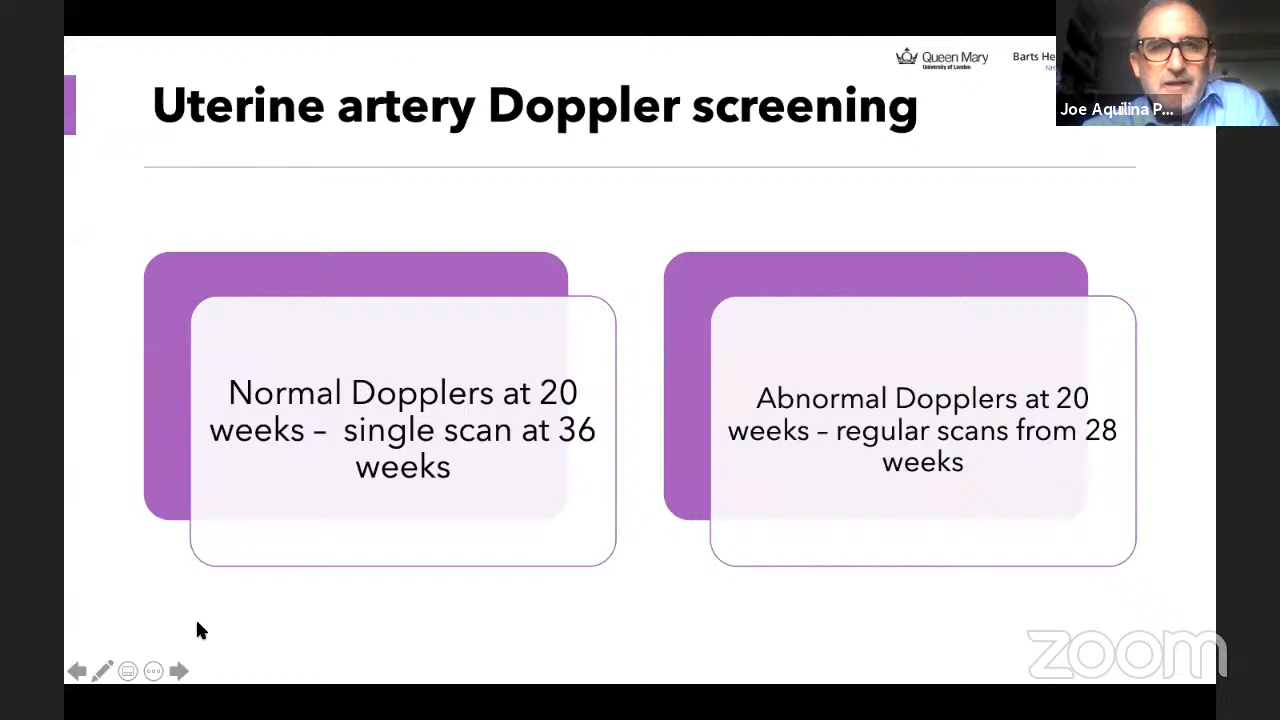 Queen Mary
University of London
Barts He
Uterine artery Doppler screening
Joe Aquilina P...
Normal Dopplers at 20
weeks – single scan at 36
weeks
Abnormal Dopplers at 20
weeks – regular scans from 28
weeks
zoom